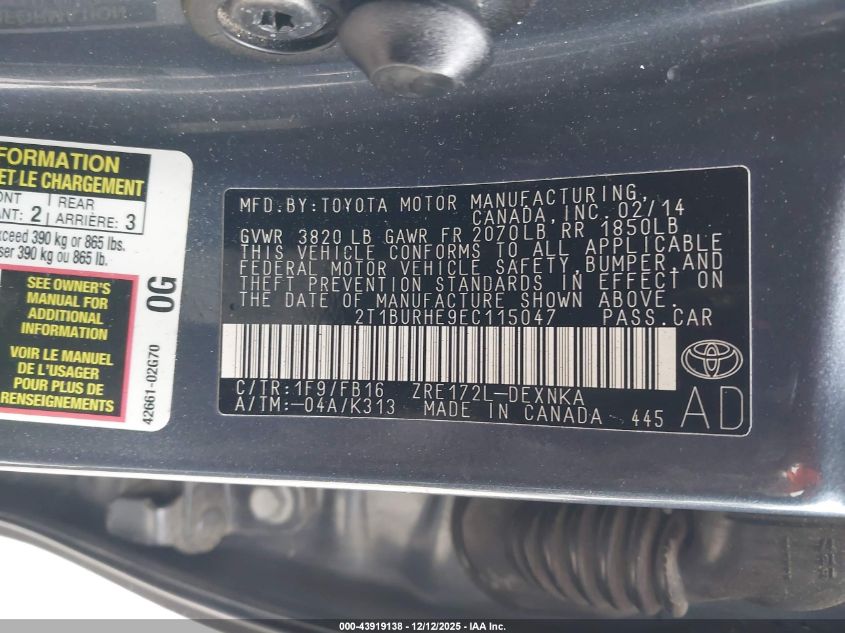 FORMATION
ET LE CHARGEMENT
REAR
2 ARRIÈRE: 3
390 kg or 865 lbs.
390 kg ou 865 lb.
SEE OWNER'S
MANUAL FOR
ADDITIONAL
INFORMATION
VOIR LE MANUEL
DE L'USAGER
POUR PLUS DE
RENSEIGNEMENTS
0G
42661-02G70
MFD.BY:TOYOTA MOTOR MANUFACTURING,
CANADA,INC. 02/14
GVWR 3820 LB GAWR FR 2070LB,RR 1850LB
THIS VEHICLE CONFORMS TO ALL APPLICABLE
FEDERAL MOTOR VEHICLE SAFETY,BUMPER,AND
THEFT PREVENTION STANDARDS IN EFFECT ON
THE DATE OF MANUFACTURE SHOWN ABOVE.
2T1BURHE9EC115047 PASS.CAR
C/TR:1F9/FB16 ZRE172L-DEXNKA
A/TM:-04A/K313 MADE IN CANADA 445
AD
000-43919138 - 12/12/2025 - IAA Inc.